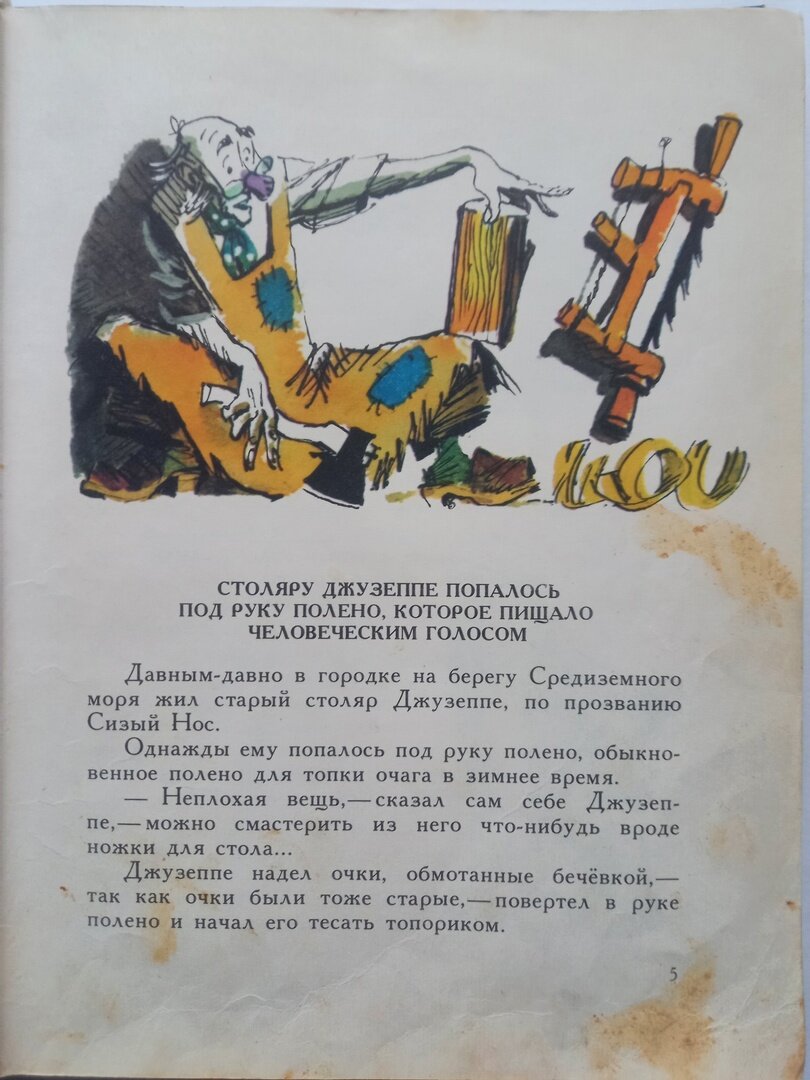 СТОЛЯРУ ДЖУЗЕППЕ ПОПАЛОСЬ
ПОД РУКУ ПОЛЕНО, КОТОРОЕ ПИЩАЛО
ЧЕЛОВЕЧЕСКИМ ГОЛОСОМ
Давным-давно в городке на берегу Средиземного
моря жил старый столяр Джузеппе, по прозванию
Сизый Нос.
Однажды ему попалось под руку полено, обыкно-
венное полено для топки очага в зимнее время.
— Неплохая вещь,— сказал сам себе Джузеп-
пе,— можно смастерить из него что-нибудь вроде
ножки для стола...
Джузеппе надел очки, обмотанные бечёвкой,—
так как очки были тоже старые,— повертел в руке
полено и начал его тесать топориком.
5